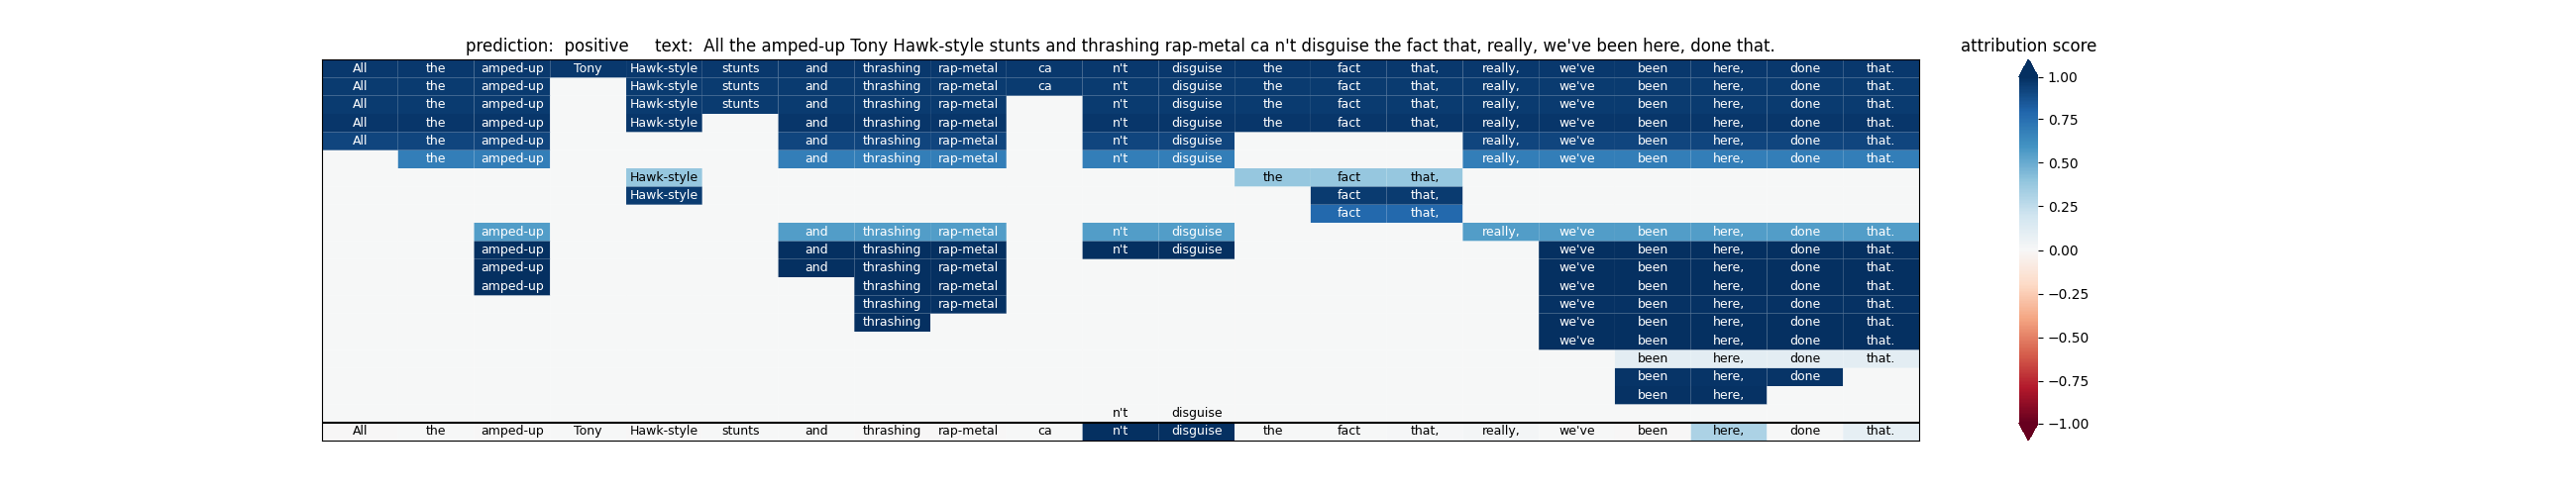 prediction:  positive     text:  All the amped-up Tony Hawk-style stunts and thrashing rap-metal ca n't disguise the fact that, really, we've been here, done that.
attribution score
All the amped-up Tony Hawk-style stunts and thrashing rap-metal ca n't disguise the fact that, really, we've been here, done that.
All the amped-up Hawk-style stunts and thrashing rap-metal ca n't disguise the fact that, really, we've been here, done that.
All the amped-up Hawk-style stunts and thrashing rap-metal n't disguise the fact that, really, we've been here, done that.
All the amped-up Hawk-style and thrashing rap-metal n't disguise the fact that, really, we've been here, done that.
All the amped-up and thrashing rap-metal n't disguise really, we've been here, done that.
the amped-up and thrashing rap-metal n't disguise really, we've been here, done that.
Hawk-style the fact that,
Hawk-style fact that,
fact that,
amped-up and thrashing rap-metal n't disguise really, we've been here, done that.
amped-up and thrashing rap-metal n't disguise we've been here, done that.
amped-up and thrashing rap-metal we've been here, done that.
amped-up thrashing rap-metal we've been here, done that.
thrashing rap-metal we've been here, done that.
thrashing we've been here, done that.
we've been here, done that.
been here, done that.
been here, done
been here,
n't disguise
All the amped-up Tony Hawk-style stunts and thrashing rap-metal ca n't disguise the fact that, really, we've been here, done that.
1.00
0.75
0.50
0.25
0.00
−0.25
−0.50
−0.75
−1.00